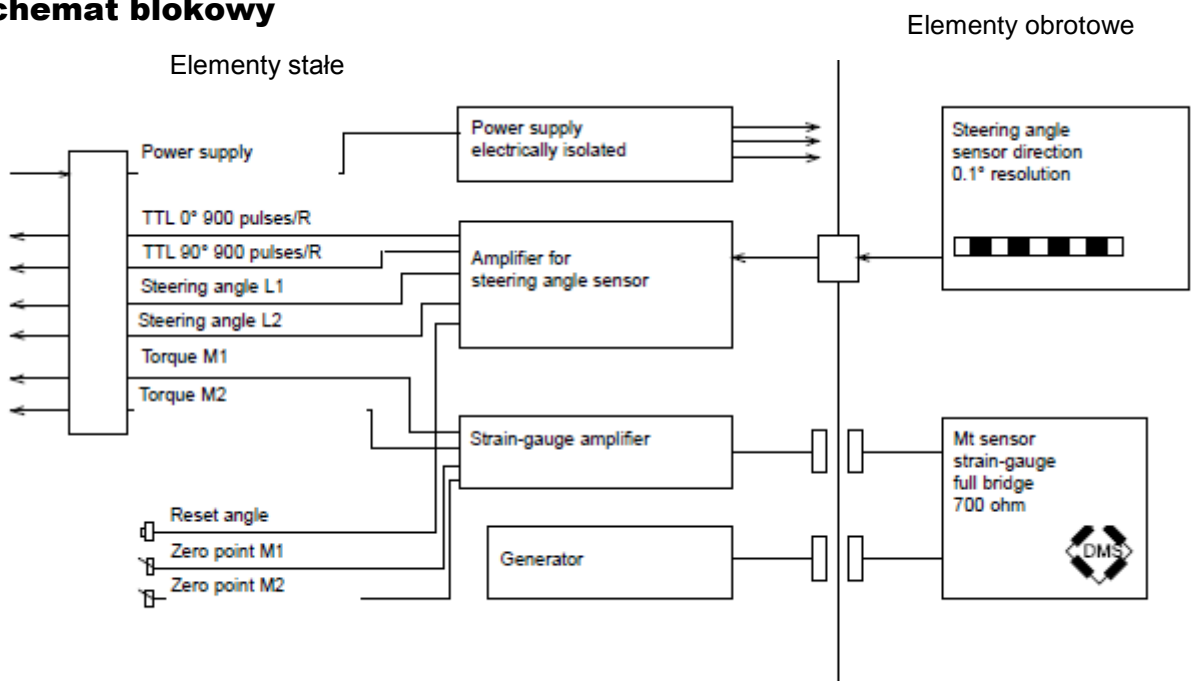 chemat blokowy
Elementy obrotowe
Elementy stałe
Power supply
Power supply
electrically isolated
Steering angle
sensor direction
0.1° resolution
TTL 0° 900 pulses/R
TTL 90° 900 pulses/R
Steering angle L1
Steering angle L2
Amplifier for
steering angle sensor
Torque M1
Torque M2
Strain-gauge amplifier
Mt sensor
strain-gauge
full bridge
700 ohm
DMS
Reset angle
Zero point M1
Zero point M2
Generator